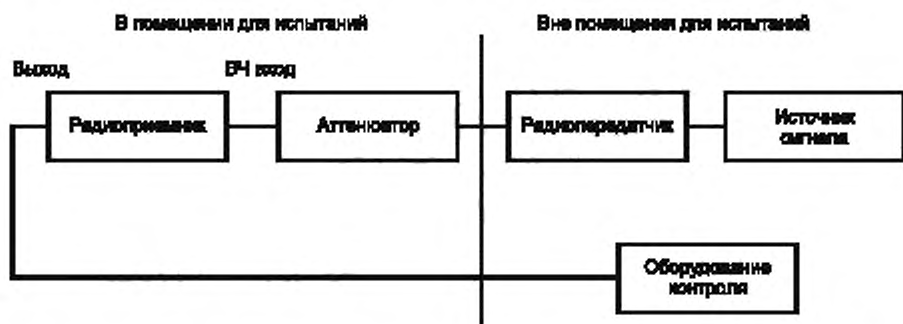 В помещении для испытаний
Вне помещения для испытаний
Выход
ВЧ вход
Радиоприемник
Аттенюатор
Радиопередатчик
Источник
сигнала
Оборудование
контроля